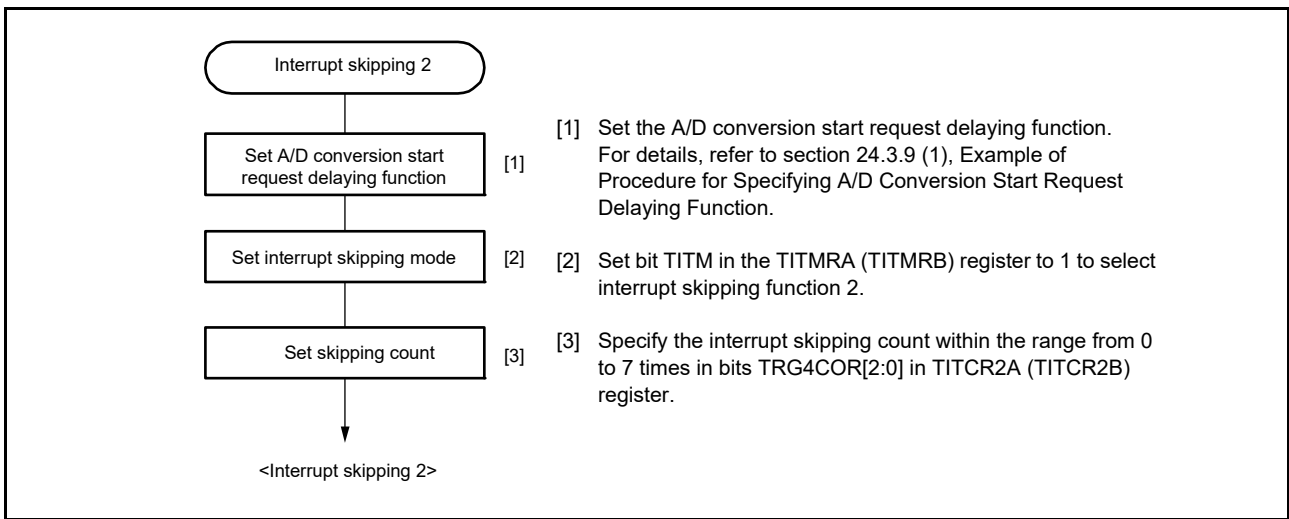 Interrupt skipping 2
Set A/D conversion start
request delaying function
[1]
Set interrupt skipping mode
[2]
Set skipping count
[3]
<Interrupt skipping 2>
[1] Set the A/D conversion start request delaying function.
For details, refer to section 24.3.9 (1), Example of
Procedure for Specifying A/D Conversion Start Request
Delaying Function.
[2] Set bit TITM in the TITMRA (TITMRB) register to 1 to select
interrupt skipping function 2.
[3] Specify the interrupt skipping count within the range from 0
to 7 times in bits TRG4COR[2:0] in TITCR2A (TITCR2B)
register.